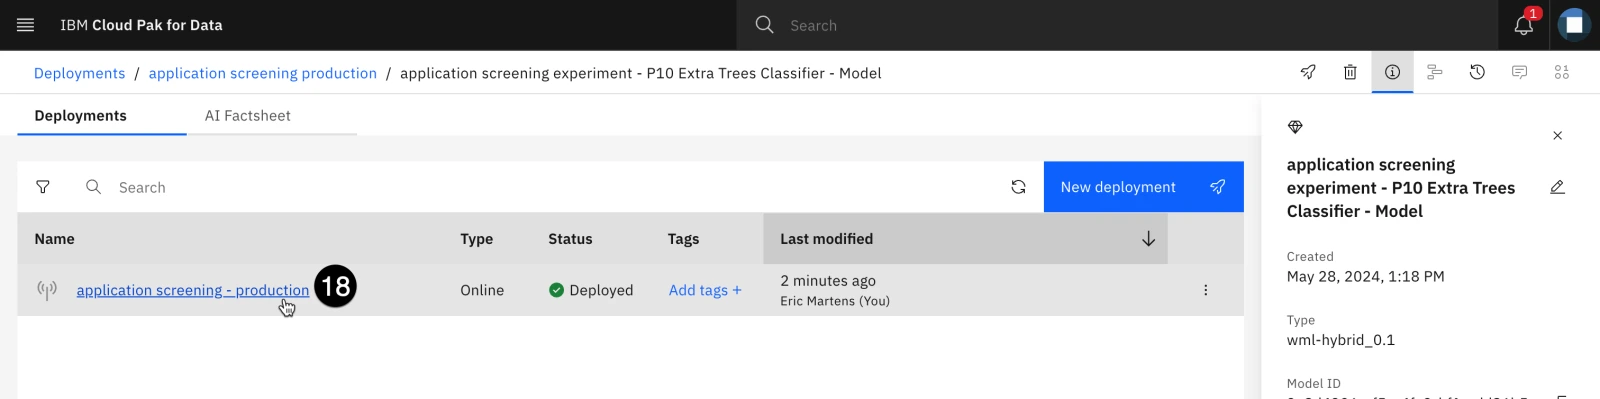 IBM Cloud Pak for Data
Search
1
Deployments / application screening production / application screening experiment - P10 Extra Trees Classifier - Model
Deployments
AI Factsheet
Search
New deployment
Name Type Status Tags Last modified
application screening - production 18 Online Deployed Add tags + 2 minutes ago
Eric Martens (You)
application screening
experiment - P10 Extra Trees
Classifier - Model
Created
May 28, 2024, 1:18 PM
Type
wml-hybrid_0.1
Model ID